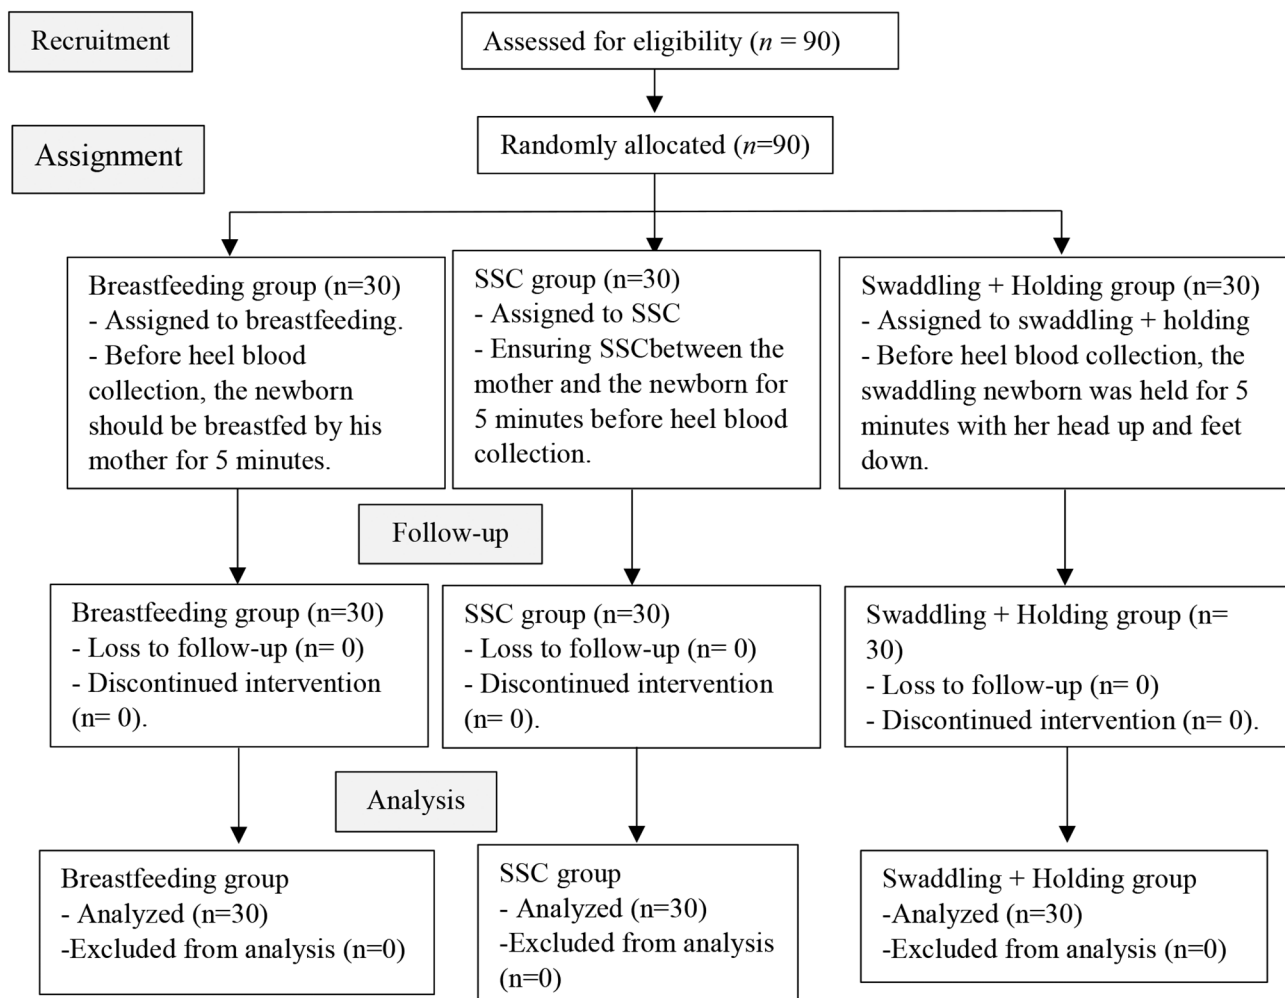 Recruitment
Assessed for eligibility (n = 90)
Assignment
Randomly allocated (n=90)
Breastfeeding group (n=30)
- Assigned to breastfeeding.
- Before heel blood
collection, the newborn
should be breastfed by his
mother for 5 minutes.
SSC group (n=30)
- Assigned to SSC
- Ensuring SSCbetween the
mother and the newborn for
5 minutes before heel blood
collection.
Swaddling + Holding group (n=30)
- Assigned to swaddling + holding
- Before heel blood collection, the
swaddling newborn was held for 5
minutes with her head up and feet
down.
Follow-up
Breastfeeding group (n=30)
- Loss to follow-up (n= 0)
- Discontinued intervention
(n= 0).
SSC group (n=30)
- Loss to follow-up (n= 0)
- Discontinued intervention
(n= 0).
Swaddling + Holding group (n=
30)
- Loss to follow-up (n= 0)
- Discontinued intervention (n= 0).
Analysis
Breastfeeding group
- Analyzed (n=30)
-Excluded from analysis (n=0)
SSC group
- Analyzed (n=30)
-Excluded from analysis
(n=0)
Swaddling + Holding group
-Analyzed (n=30)
-Excluded from analysis (n=0)